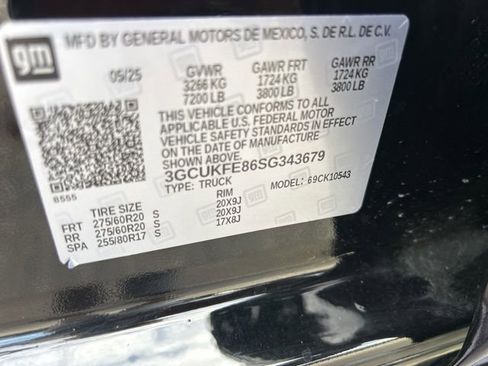 gm
MFD BY GENERAL MOTORS DE MEXICO, S. DE R.L. DE C.V.
05/25 GVWR GAWR FRT GAWR RR
3266 KG 1724 KG 1724 KG
7200 LB 3800 LB 3800 LB
THIS VEHICLE CONFORMS TO ALL
APPLICABLE U.S. FEDERAL MOTOR
VEHICLE SAFETY STANDARDS IN
EFFECT ON THE DATE OF
MANUFACTURE SHOWN ABOVE.
8555 3GCUKFE86SG343679
TYPE: TRUCK MODEL: 69CK10543
TIRE SIZE RIM
FRT 275/60R20 S 20X9J
RR 275/60R20 S 20X9J
SPA 255/80R17 S 17X8J